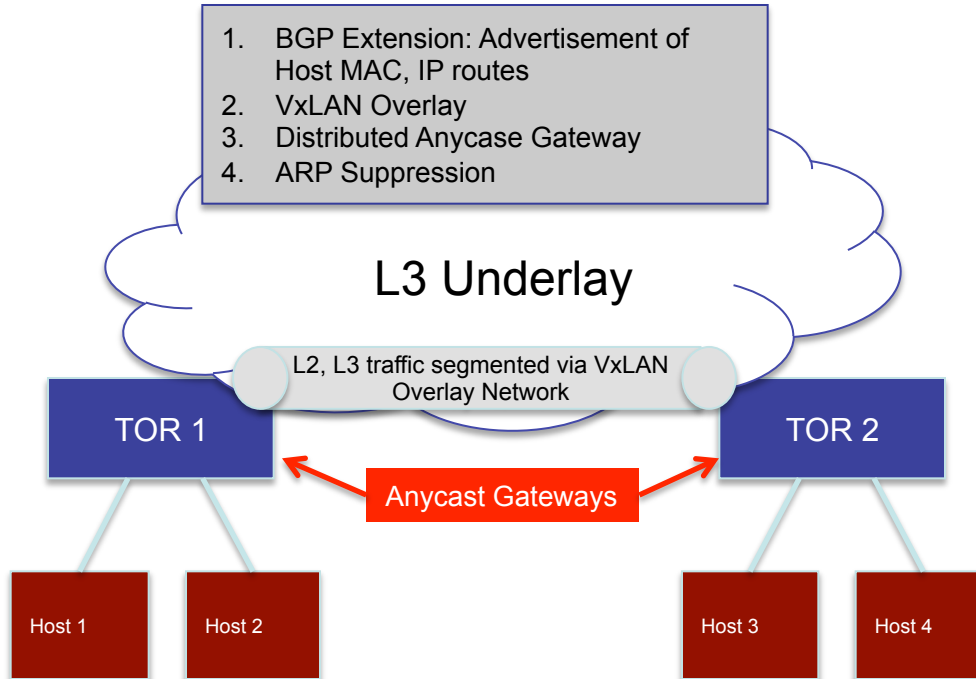 1. BGP Extension: Advertisement of
Host MAC, IP routes
2. VxLAN Overlay
3. Distributed Anycase Gateway
4. ARP Suppression
L3 Underlay
L2, L3 traffic segmented via VxLAN
Overlay Network
TOR 1
TOR 2
Anycast Gateways
Host 1
Host 2
Host 3
Host 4